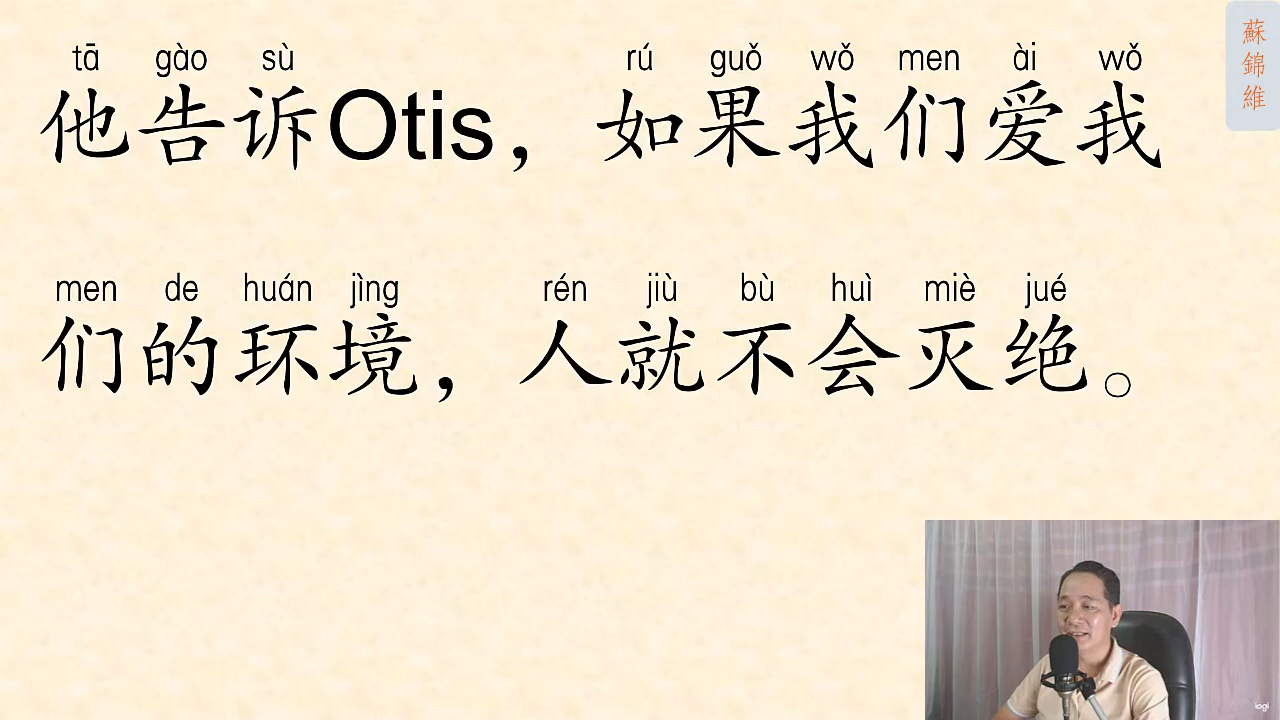 tā gào sù rú guǒ wǒ men ài wǒ
他告诉Otis，如果我们爱我
men de huán jìng rén jiù bù huì miè jué
们的环境，人就不会灭绝。
蘇錦維
logi